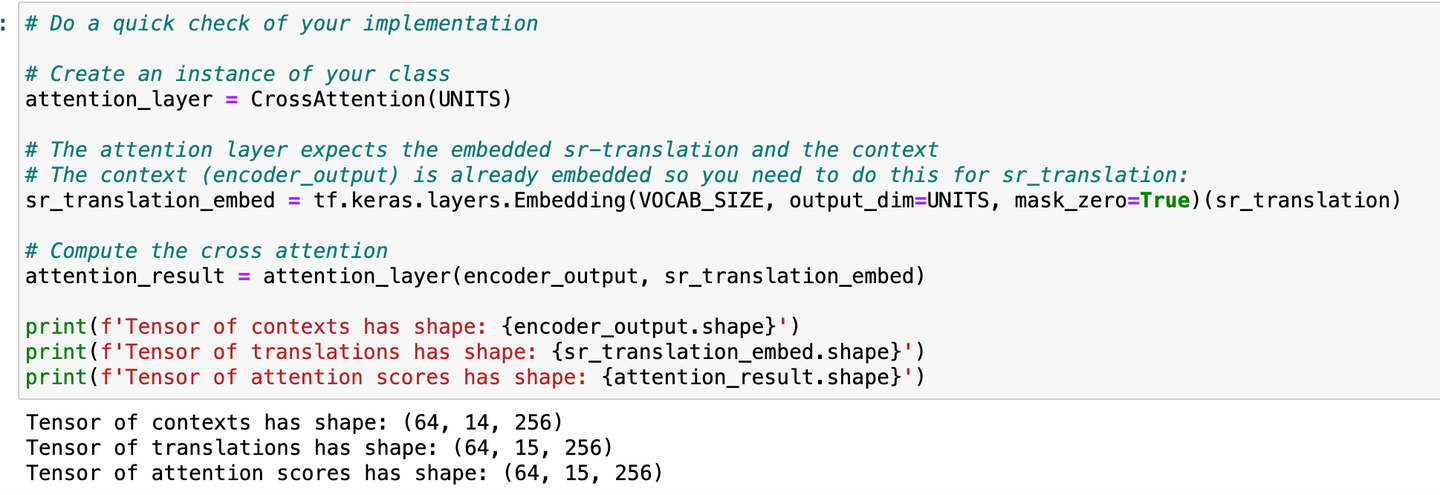 :
# Do a quick check of your implementation
# Create an instance of your class
attention_layer = CrossAttention(UNITS)
# The attention layer expects the embedded sr-translation and the context
# The context (encoder_output) is already embedded so you need to do this for sr_translation:
sr_translation_embed = tf.keras.layers.Embedding(VOCAB_SIZE, output_dim=UNITS, mask_zero=True)(sr_translation)
# Compute the cross attention
attention_result = attention_layer(encoder_output, sr_translation_embed)
print(f'Tensor of contexts has shape: {encoder_output.shape}')
print(f'Tensor of translations has shape: {sr_translation_embed.shape}')
print(f'Tensor of attention scores has shape: {attention_result.shape}')
Tensor of contexts has shape: (64, 14, 256)
Tensor of translations has shape: (64, 15, 256)
Tensor of attention scores has shape: (64, 15, 256)